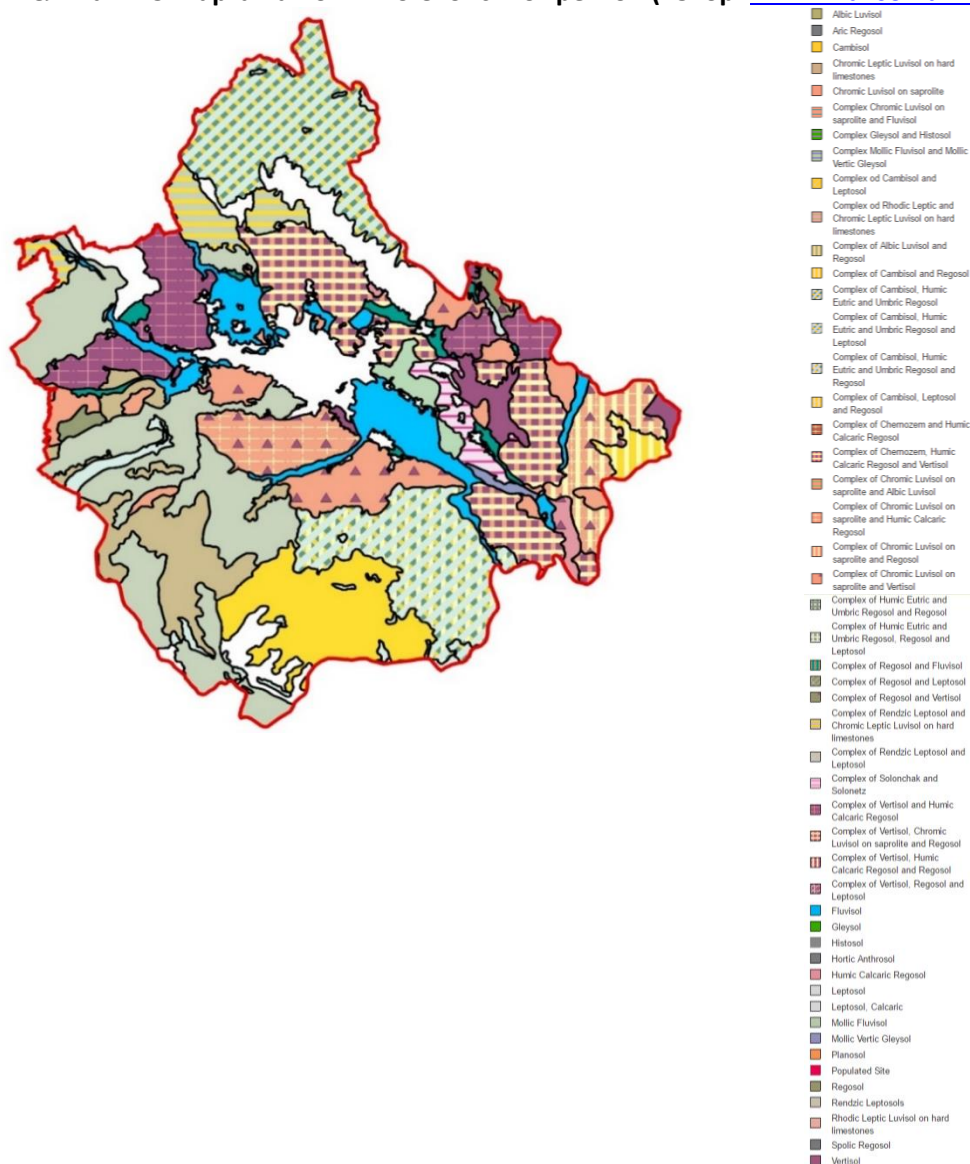 Albic Luvisol
Aric Regosol
Cambisol
Chromic Leptic Luvisol on hard
limestones
Chromic Luvisol on saprolite
Complex Chromic Luvisol on
saprolite and Fluvisol
Complex Gleysol and Histosol
Complex Mollic Fluvisol and Mollic
Vertic Gleysol
Complex od Cambisol and
Leptosol
Complex od Rhodic Leptic and
Chromic Leptic Luvisol on hard
limestones
Complex of Albic Luvisol and
Regosol
Complex of Cambisol and Regosol
Complex of Cambisol, Humic
Eutric and Umbric Regosol
Complex of Cambisol, Humic
Eutric and Umbric Regosol and
Leptosol
Complex of Cambisol, Humic
Eutric and Umbric Regosol and
Regosol
Complex of Cambisol, Leptosol
and Regosol
Complex of Chernozem and Humic
Calcaric Regosol
Complex of Chernozem, Humic
Calcaric Regosol and Vertisol
Complex of Chromic Luvisol on
saprolite and Albic Luvisol
Complex of Chromic Luvisol on
saprolite and Humic Calcaric
Regosol
Complex of Chromic Luvisol on
saprolite and Regosol
Complex of Chromic Luvisol on
saprolite and Vertisol
Complex of Humic Eutric and
Umbric Regosol and Regosol
Complex of Humic Eutric and
Umbric Regosol, Regosol and
Leptosol
Complex of Regosol and Fluvisol
Complex of Regosol and Leptosol
Complex of Regosol and Vertisol
Complex of Rendzic Leptosol and
Chromic Leptic Luvisol on hard
limestones
Complex of Rendzic Leptosol and
Leptosol
Complex of Solonchak and
Solonetz
Complex of Vertisol and Humic
Calcaric Regosol
Complex of Vertisol, Chromic
Luvisol on saprolite and Regosol
Complex of Vertisol, Humic
Calcaric Regosol and Regosol
Complex of Vertisol, Regosol and
Leptosol
Fluvisol
Gleysol
Histosol
Hortic Anthrosol
Humic Calcaric Regosol
Leptosol
Leptosol, Calcaric
Mollic Fluvisol
Mollic Vertic Gleysol
Planosol
Populated Site
Regosol
Rendzic Leptosols
Rhodic Leptic Luvisol on hard
limestones
Spolic Regosol
Vertisol